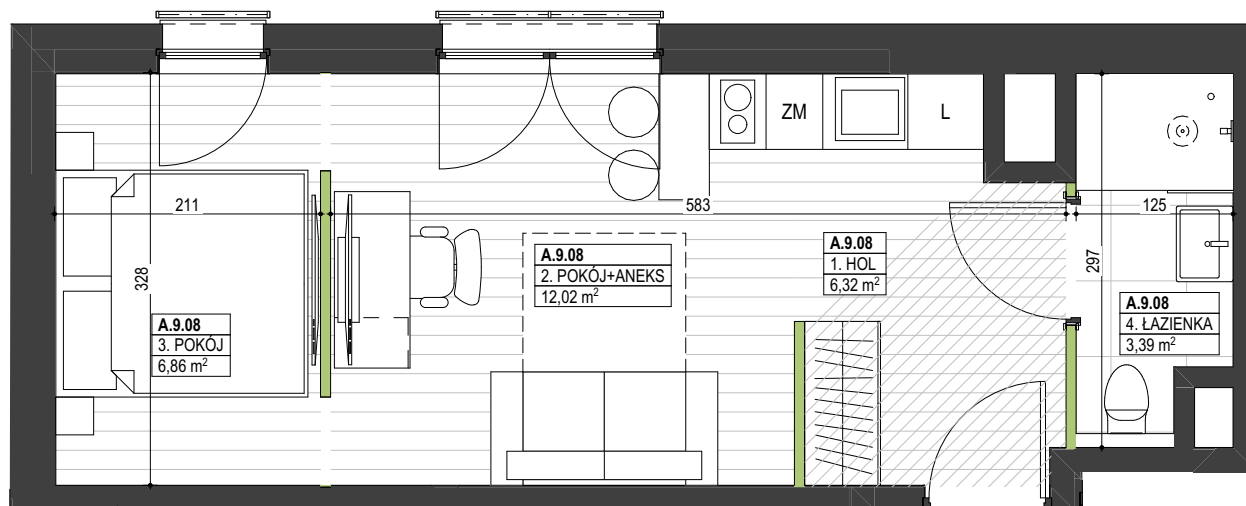 ZM
L
211
583
125
328
297
A.9.08
2. POKÓJ+ANEKS
12,02 m²
A.9.08
1. HOL
6,32 m²
A.9.08
3. POKÓJ
6,86 m²
A.9.08
4. ŁAZIENKA
3,39 m²